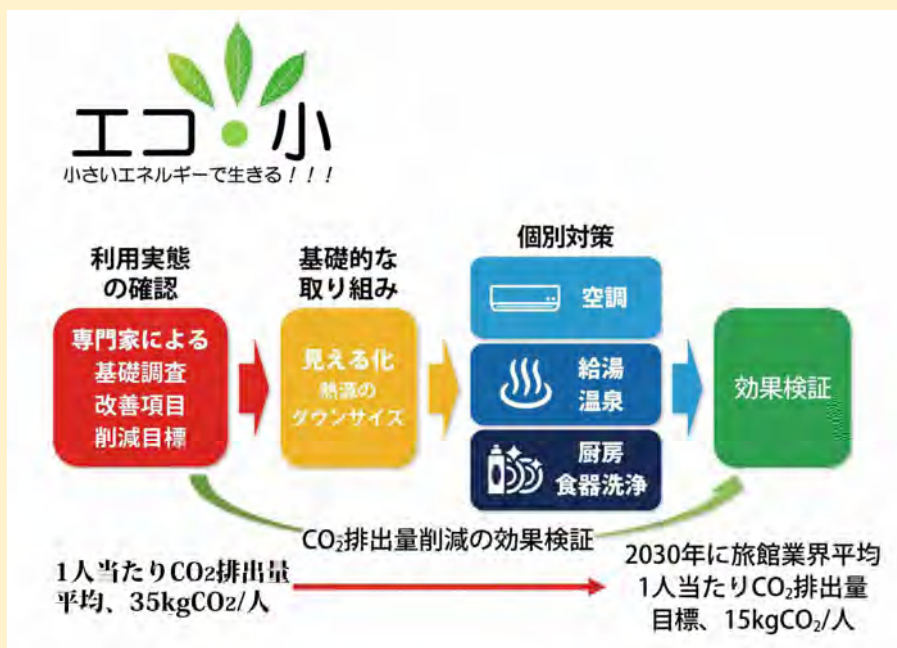 エコ・小
小さいエネルギーで生きる！！！
利用実態
の確認
専門家による
基礎調査
改善項目
削減目標
基礎的な
取り組み
見える化
熱源の
ダウンサイズ
個別対策
空調
給湯
温泉
厨房
食器洗浄
効果検証
CO₂排出量削減の効果検証
1人当たりCO₂排出量
平均、35kgCO₂/人
2030年に旅館業界平均
1人当たりCO₂排出量
目標、15kgCO₂/人